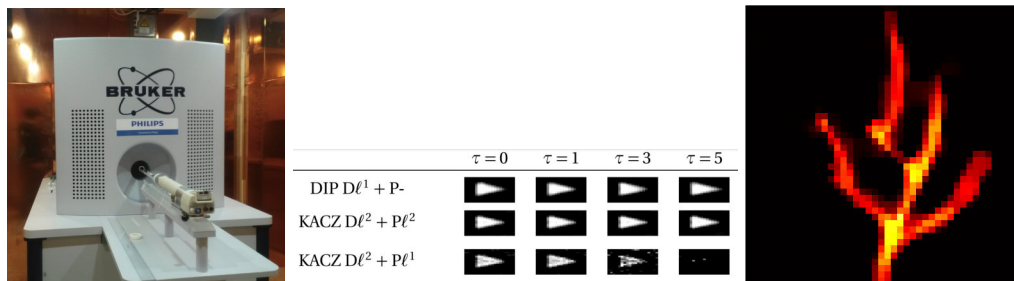 BRUKER
PHILIPS
τ = 0 τ = 1 τ = 3 τ = 5
DIP Dℓ¹ + P-
KACZ Dℓ² + Pℓ²
KACZ Dℓ² + Pℓ¹